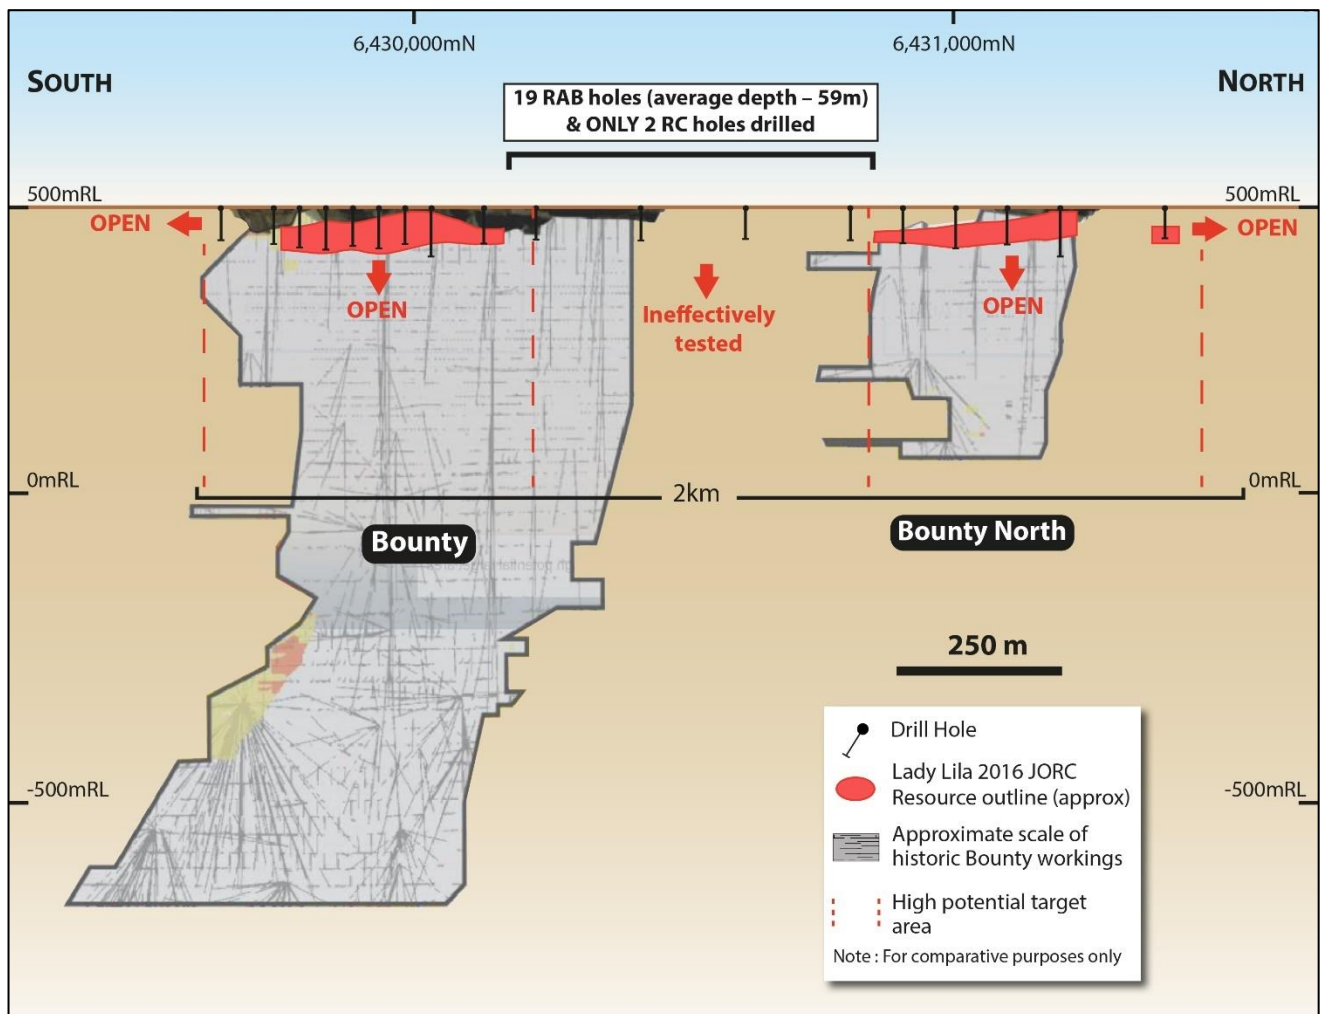 6,430,000mN
6,431,000mN
SOUTH
NORTH
19 RAB holes (average depth – 59m)
& ONLY 2 RC holes drilled
500mRL
500mRL
OPEN
OPEN
OPEN
Ineffectively
tested
OPEN
0mRL
0mRL
2km
Bounty
Bounty North
250 m
-500mRL
-500mRL
Drill Hole
Lady Lila 2016 JORC
Resource outline (approx)
Approximate scale of
historic Bounty workings
High potential target
area
Note : For comparative purposes only